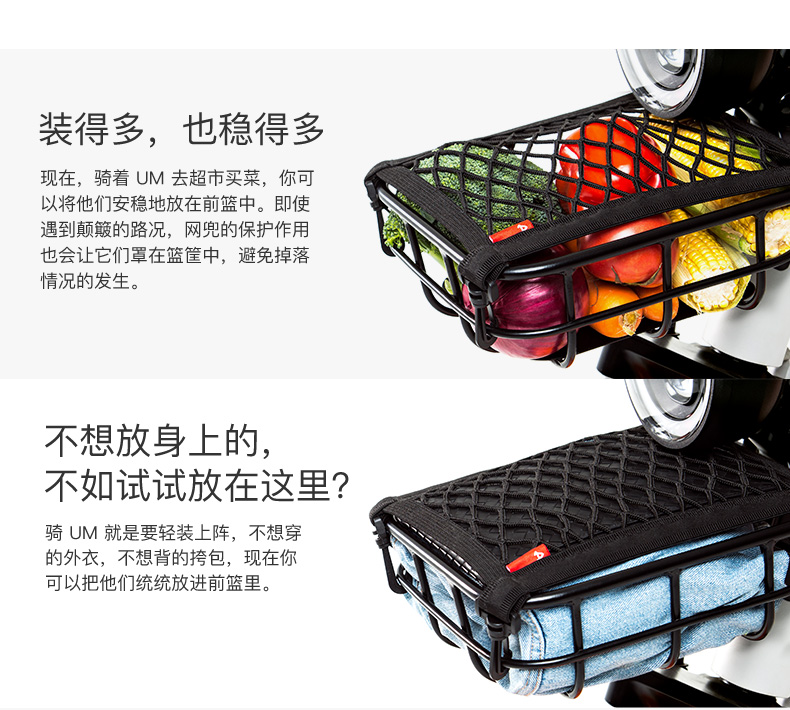 装得多，也稳得多
现在，骑着 UM 去超市买菜，你可
以将他们安稳地放在前篮中。即使
遇到颠簸的路况，网兜的保护作用
也会让它们罩在篮筐中，避免掉落
情况的发生。
不想放身上的，
不如试试放在这里？
骑 UM 就是要轻装上阵，不想穿
的外衣，不想背的挎包，现在你
可以把他们统统放进前篮里。